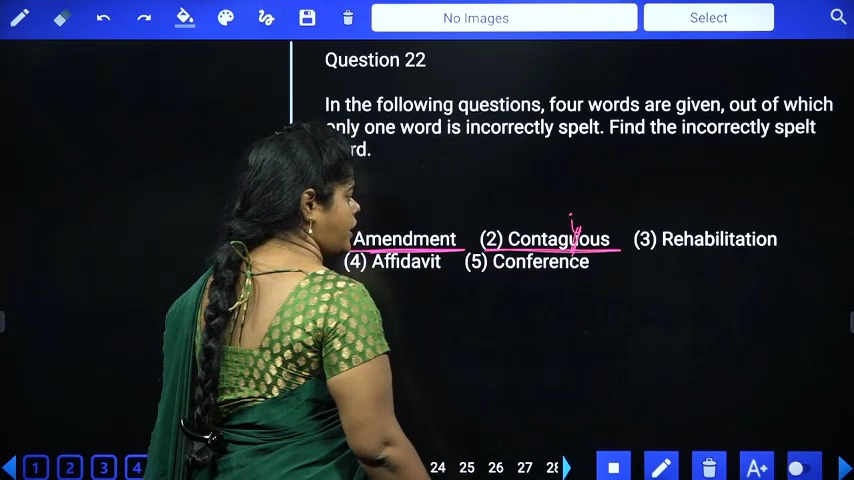 No Images
Select
Question 22
In the following questions, four words are given, out of which
only one word is incorrectly spelt. Find the incorrectly spelt
Amendment (2) Contagyous (3) Rehabilitation
i
(4) Affidavit (5) Conference
1 2 3 4 24 25 26 27 28
A+